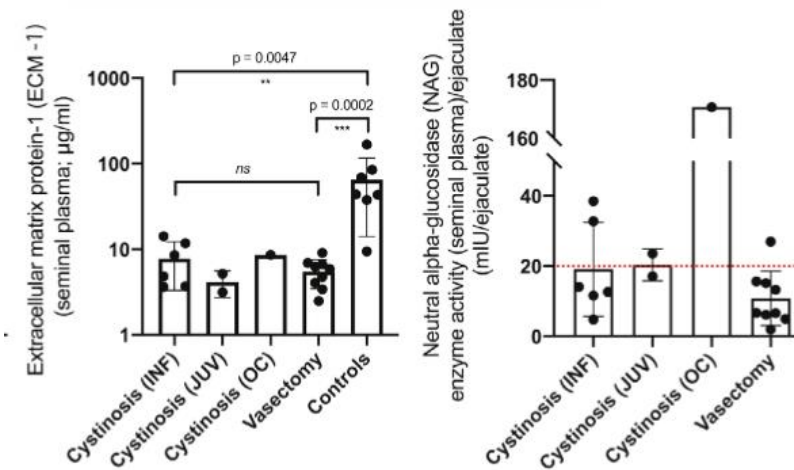 Extracellular matrix protein-1 (ECM -1)
(seminal plasma; µg/ml)
1000
100
10
1
p = 0.0047
**
p = 0.0002
***
ns
Cystinosis (INF)
Cystinosis (JUV)
Cystinosis (OC)
Vasectomy
Controls
Neutral alpha-glucosidase (NAG)
enzyme activity (seminal plasma)/ejaculate
(mIU/ejaculate)
180
160
40
20
0
Cystinosis (INF)
Cystinosis (JUV)
Cystinosis (OC)
Vasectomy